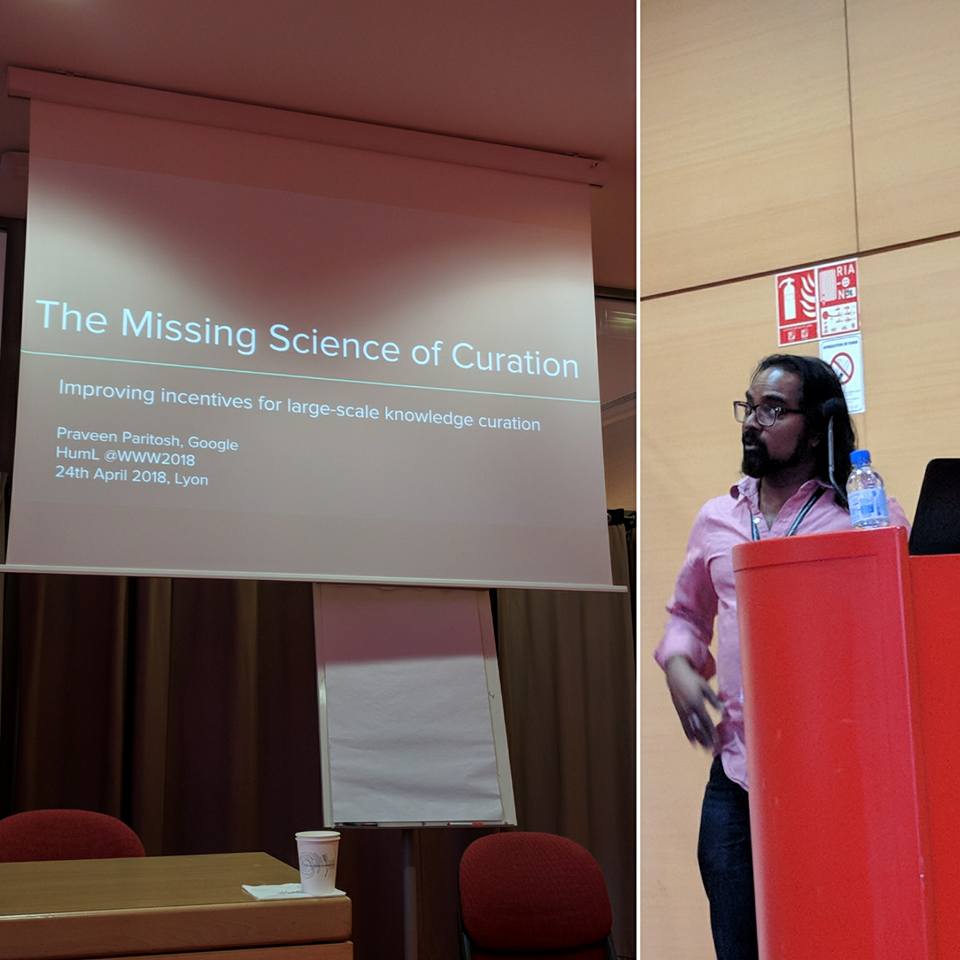 The Missing Science of Curation
Improving incentives for large-scale knowledge curation
Praveen Paritosh, Google
HumL @WWW2018
24th April 2018, Lyon
RIA